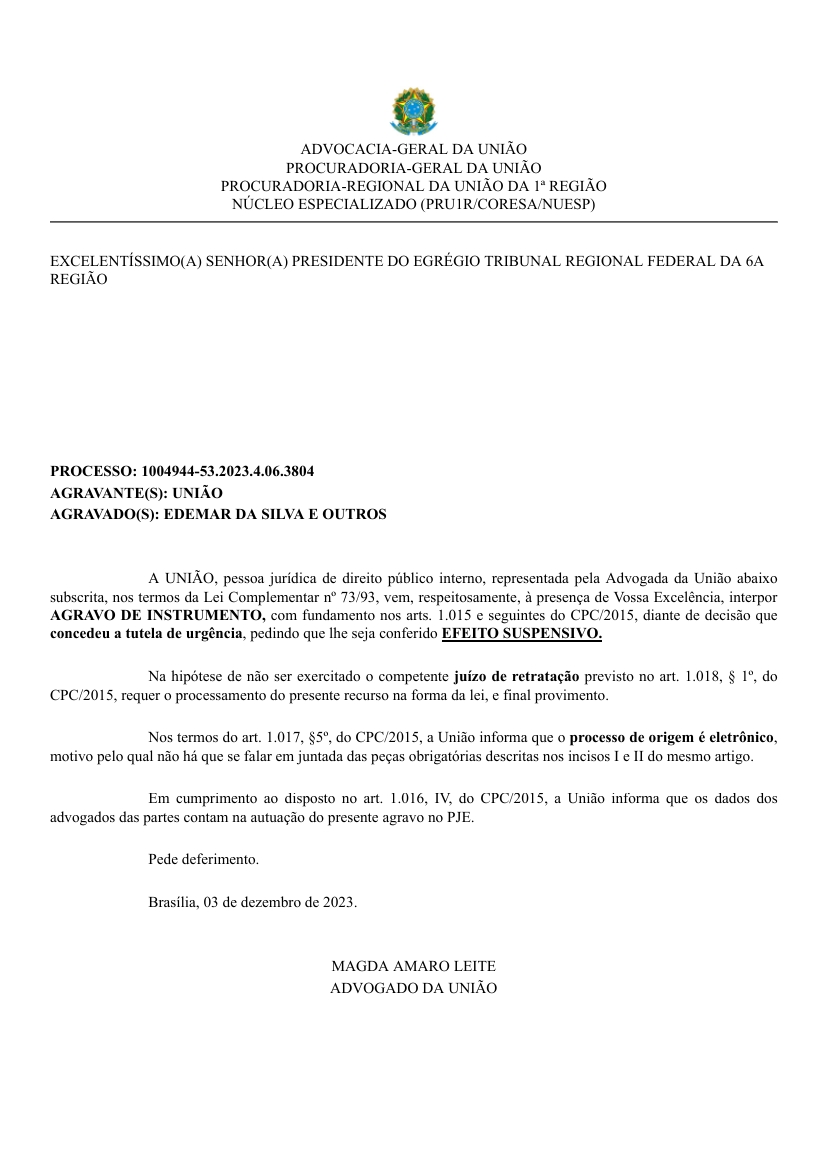 ADVOCACIA-GERAL DA UNIÃO
PROCURADORIA-GERAL DA UNIÃO
PROCURADORIA-REGIONAL DA UNIÃO DA 1ª REGIÃO
NÚCLEO ESPECIALIZADO (PRU1R/CORESA/NUESP)
EXCELENTÍSSIMO(A) SENHOR(A) PRESIDENTE DO EGRÉGIO TRIBUNAL REGIONAL FEDERAL DA 6A
REGIÃO
PROCESSO: 1004944-53.2023.4.06.3804
AGRAVANTE(S): UNIÃO
AGRAVADO(S): EDEMAR DA SILVA E OUTROS
A UNIÃO, pessoa jurídica de direito público interno, representada pela Advogada da União abaixo
subscrita, nos termos da Lei Complementar nº 73/93, vem, respeitosamente, à presença de Vossa Excelência, interpor
AGRAVO DE INSTRUMENTO, com fundamento nos arts. 1.015 e seguintes do CPC/2015, diante de decisão que
concedeu a tutela de urgência, pedindo que lhe seja conferido EFEITO SUSPENSIVO.
Na hipótese de não ser exercitado o competente juízo de retratação previsto no art. 1.018, § 1º, do
CPC/2015, requer o processamento do presente recurso na forma da lei, e final provimento.
Nos termos do art. 1.017, §5º, do CPC/2015, a União informa que o processo de origem é eletrônico,
motivo pelo qual não há que se falar em juntada das peças obrigatórias descritas nos incisos I e II do mesmo artigo.
Em cumprimento ao disposto no art. 1.016, IV, do CPC/2015, a União informa que os dados dos
advogados das partes contam na autuação do presente agravo no PJE.
Pede deferimento.
Brasília, 03 de dezembro de 2023.
MAGDA AMARO LEITE
ADVOGADO DA UNIÃO